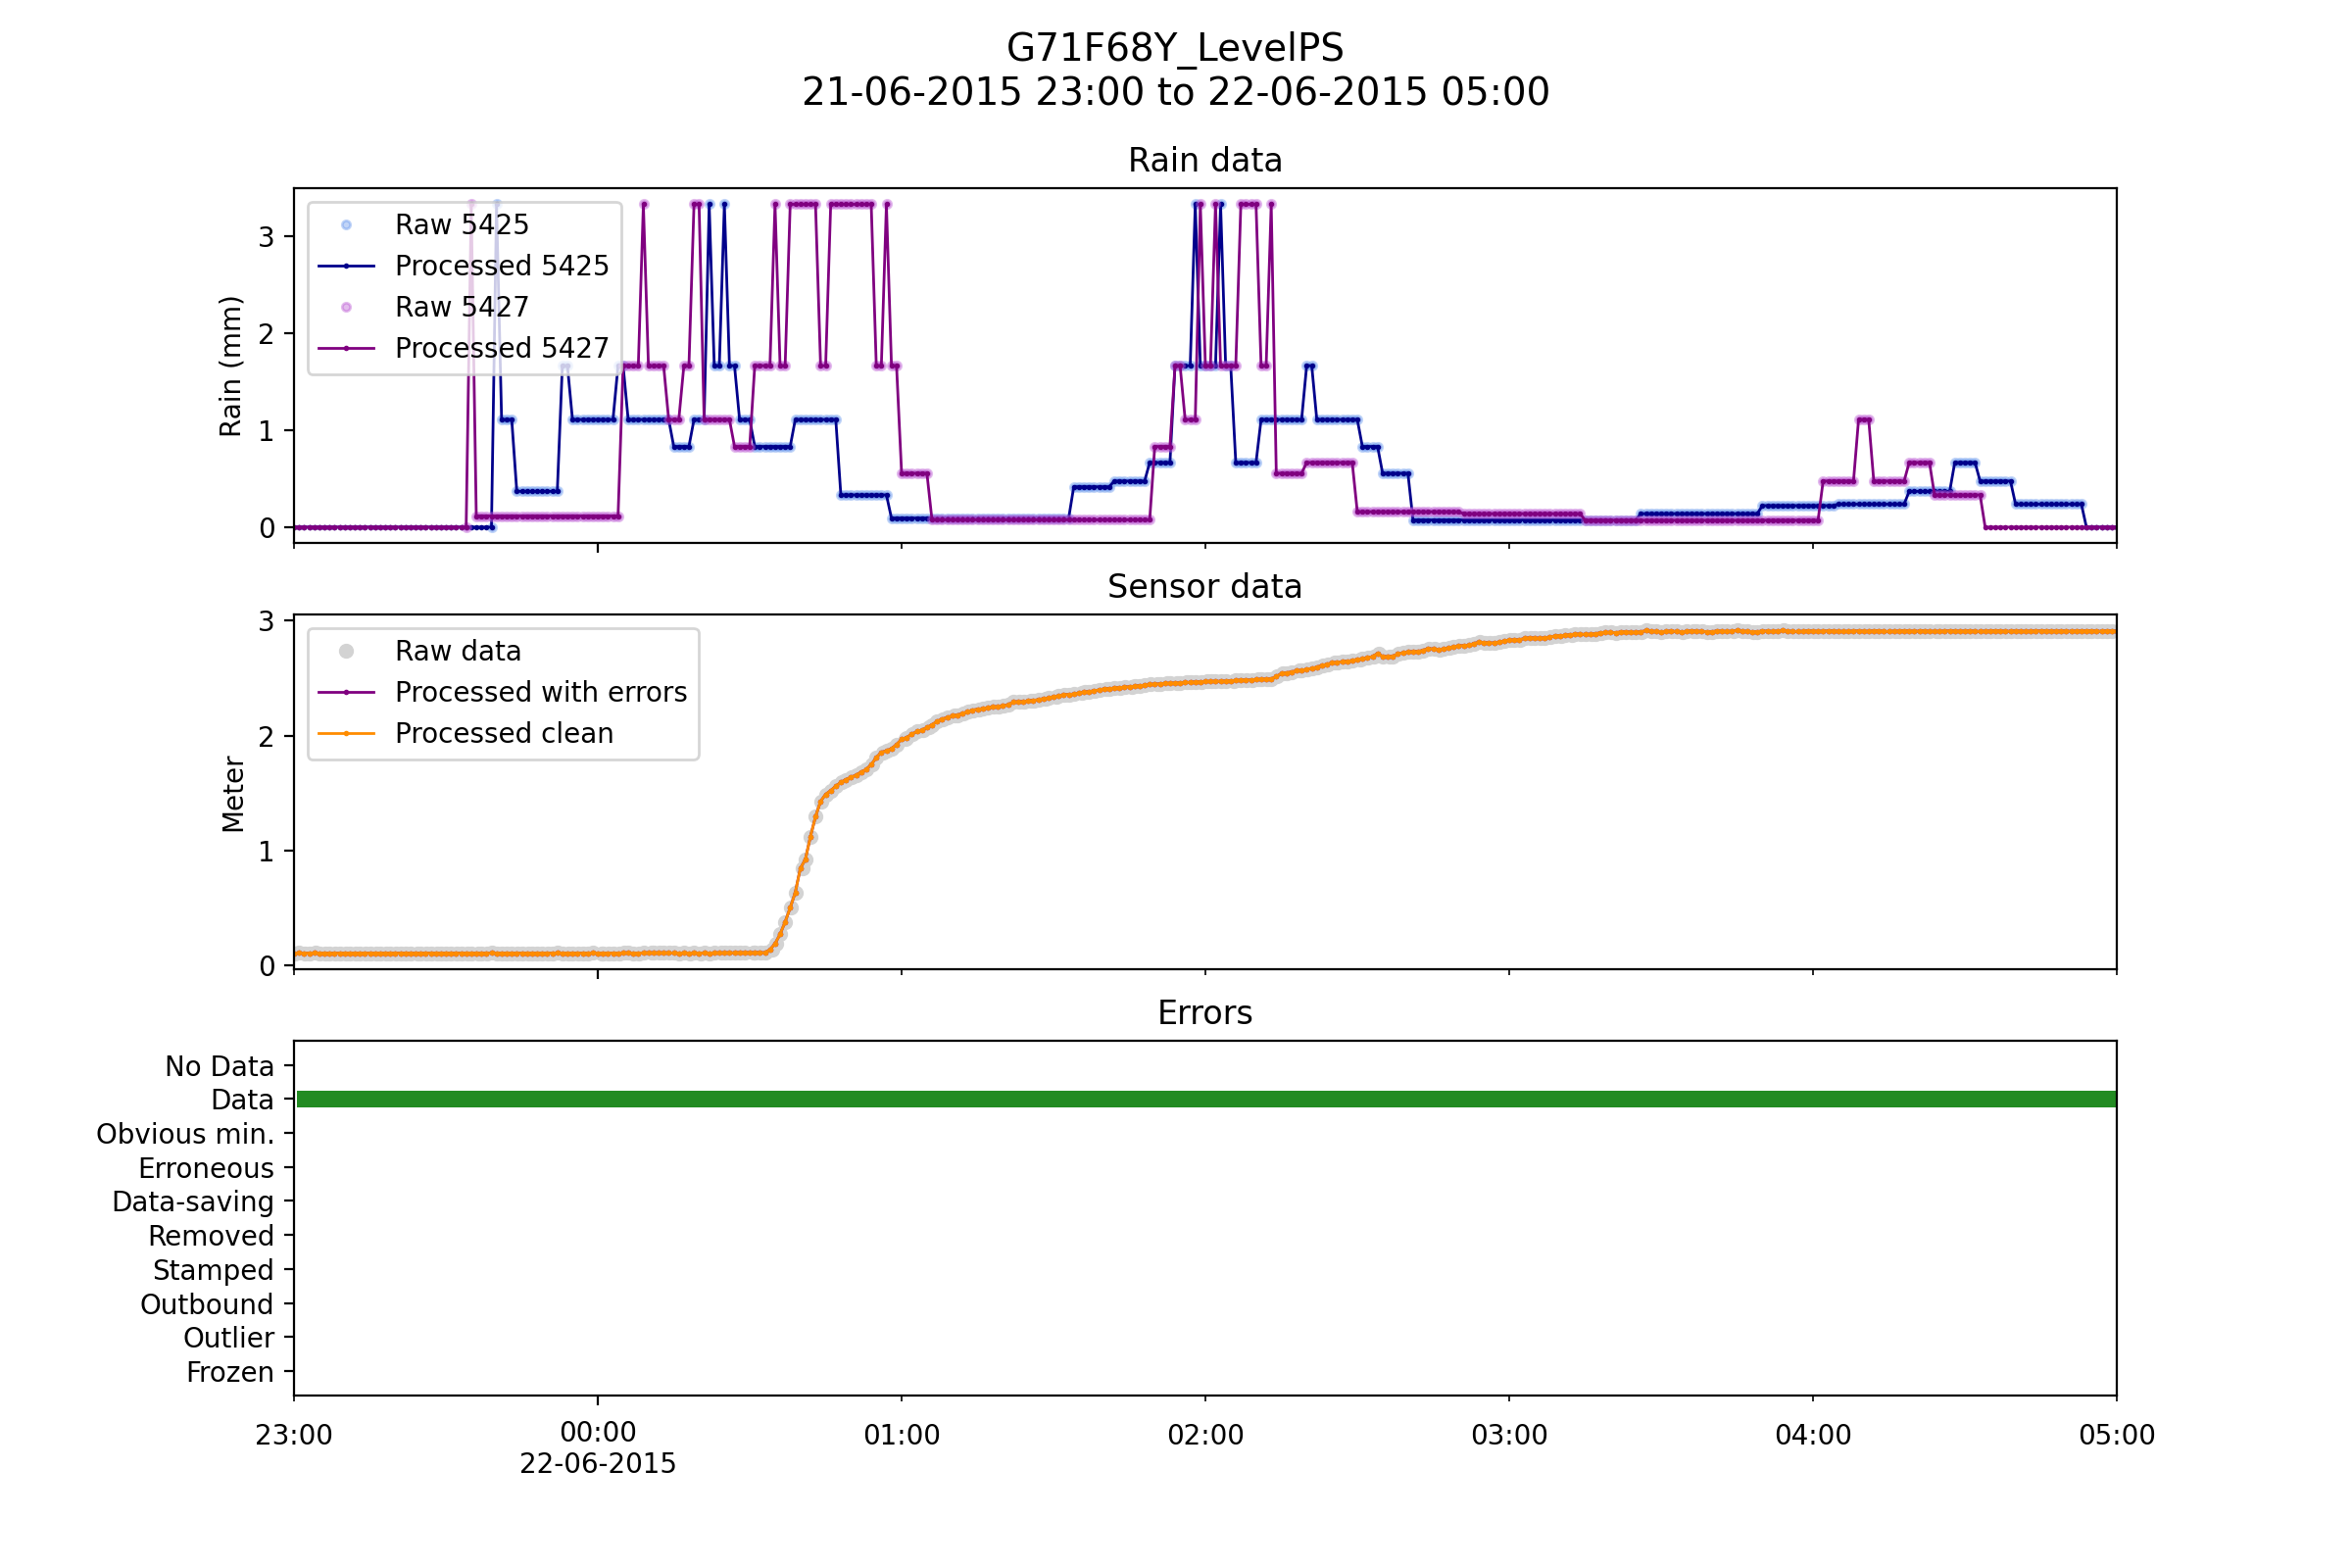 G71F68Y_LevelPS
21-06-2015 23:00 to 22-06-2015 05:00
Rain data
Rain (mm)
3
2
1
0
Raw 5425
Processed 5425
Raw 5427
Processed 5427
Sensor data
Meter
3
2
1
0
Raw data
Processed with errors
Processed clean
Errors
No Data
Data
Obvious min.
Erroneous
Data-saving
Removed
Stamped
Outbound
Outlier
Frozen
23:00 00:00 01:00 02:00 03:00 04:00 05:00
22-06-2015